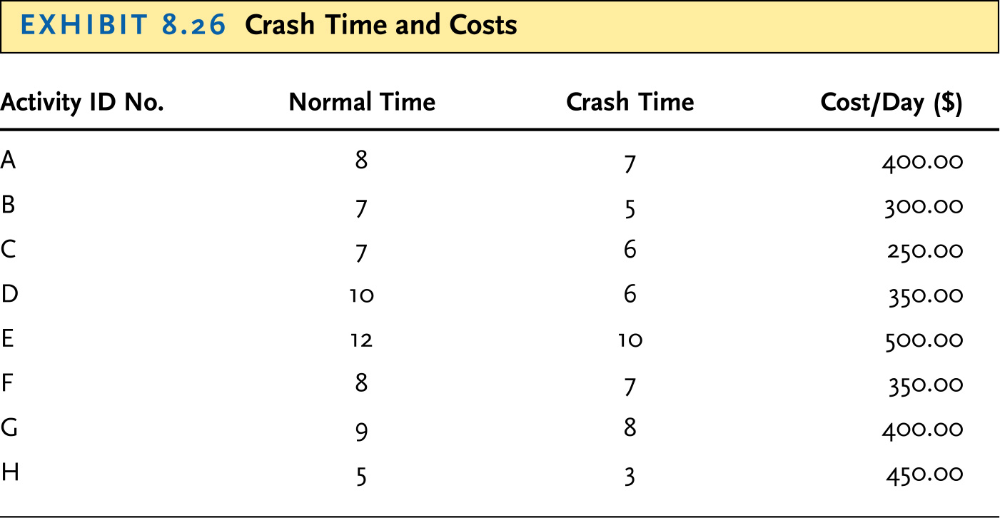 EXHIBIT 8.26 Crash Time and Costs
Activity ID No. Normal Time Crash Time Cost/Day ($)
A 8 7 400.00
B 7 5 300.00
C 7 6 250.00
D 10 6 350.00
E 12 10 500.00
F 8 7 350.00
G 9 8 400.00
H 5 3 450.00